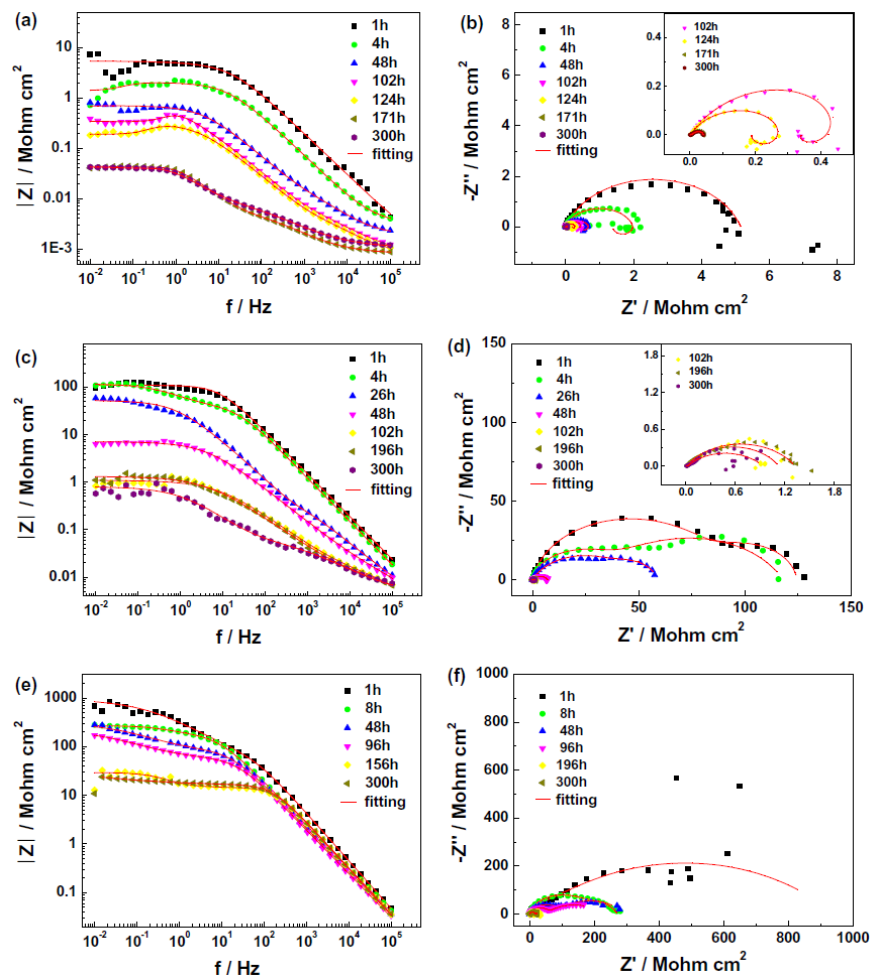 (a)
1h
4h
48h
102h
124h
171h
300h
fitting
|Z| / Mohm cm²
10
1
0.1
0.01
1E-3
10⁻² 10⁻¹ 10⁰ 10¹ 10² 10³ 10⁴ 10⁵
f / Hz
(b)
1h
4h
48h
102h
124h
171h
300h
fitting
102h
124h
171h
300h
0.4
0.2
0.0
0.0 0.2 0.4
-Z'' / Mohm cm²
8
6
4
2
0
-2
0 2 4 6 8
Z' / Mohm cm²
(c)
1h
4h
26h
48h
102h
196h
300h
fitting
|Z| / Mohm cm²
100
10
1
0.1
0.01
10⁻² 10⁻¹ 10⁰ 10¹ 10² 10³ 10⁴ 10⁵
f / Hz
(d)
1h
4h
26h
48h
102h
196h
300h
fitting
102h
196h
300h
1.8
1.2
0.6
0.0
0.0 0.6 1.2 1.8
-Z'' / Mohm cm²
150
125
100
75
50
25
0
0 50 100 150
Z' / Mohm cm²
(e)
1h
8h
48h
96h
156h
300h
fitting
|Z| / Mohm cm²
1000
100
10
1
0.1
10⁻² 10⁻¹ 10⁰ 10¹ 10² 10³ 10⁴ 10⁵
f / Hz
(f)
1h
8h
48h
96h
196h
300h
fitting
-Z'' / Mohm cm²
1000
800
600
400
200
0
0 200 400 600 800 1000
Z' / Mohm cm²